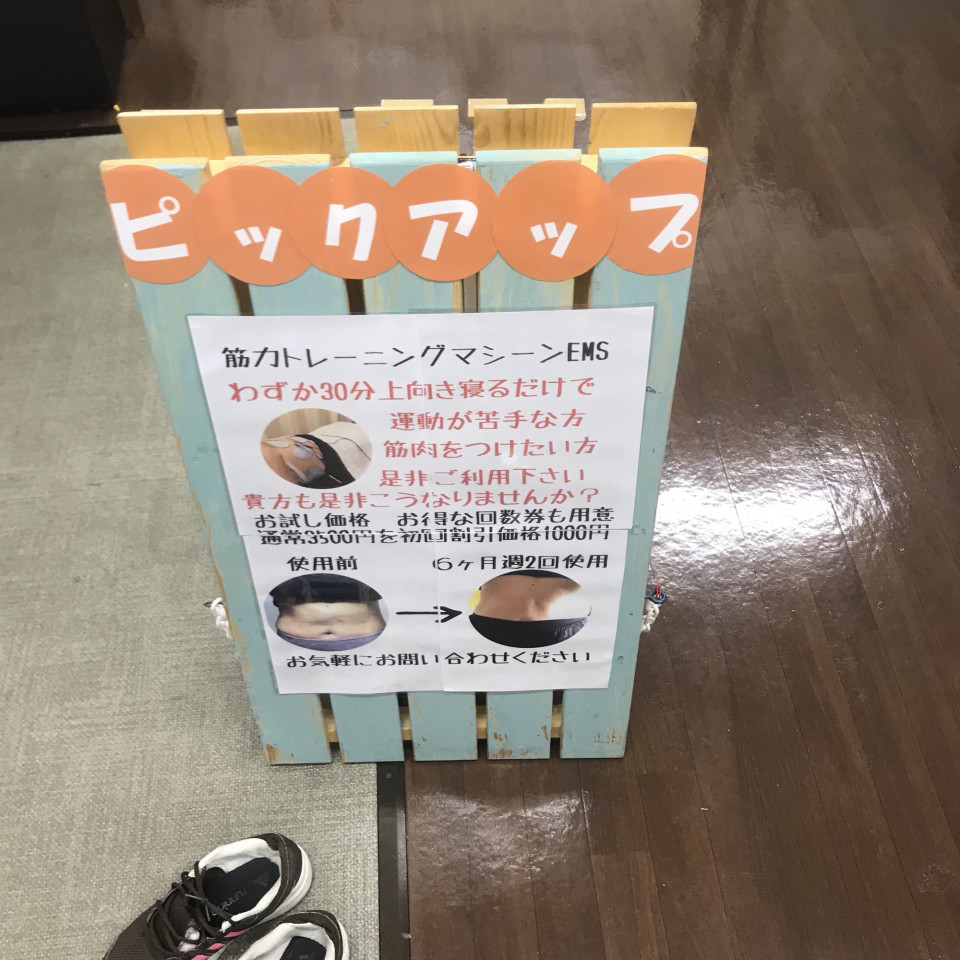 ピックアップ
筋力トレーニングマシーンEMS
わずか30分上向き寝るだけで
運動が苦手な方
筋肉をつけたい方
是非ご利用下さい
貴方も是非こうなりませんか?
お試し価格 お得な回数券も用意
通常3500円を初回割引価格1000円
使用前 6ヶ月週2回使用
お気軽にお問い合わせください